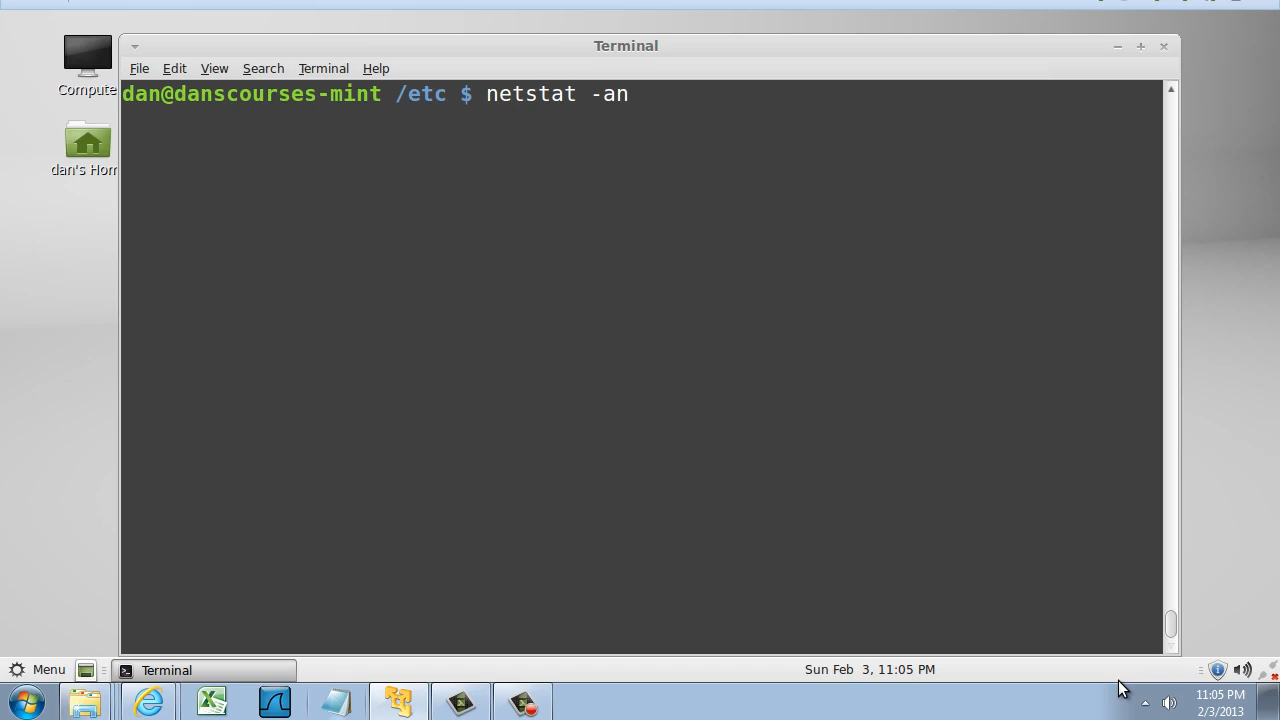 Terminal
File Edit View Search Terminal Help
dan@danscourses-mint /etc $ netstat -an
Compute
dan's Hom
Menu
Terminal
Sun Feb 3, 11:05 PM
11:05 PM
2/3/2013